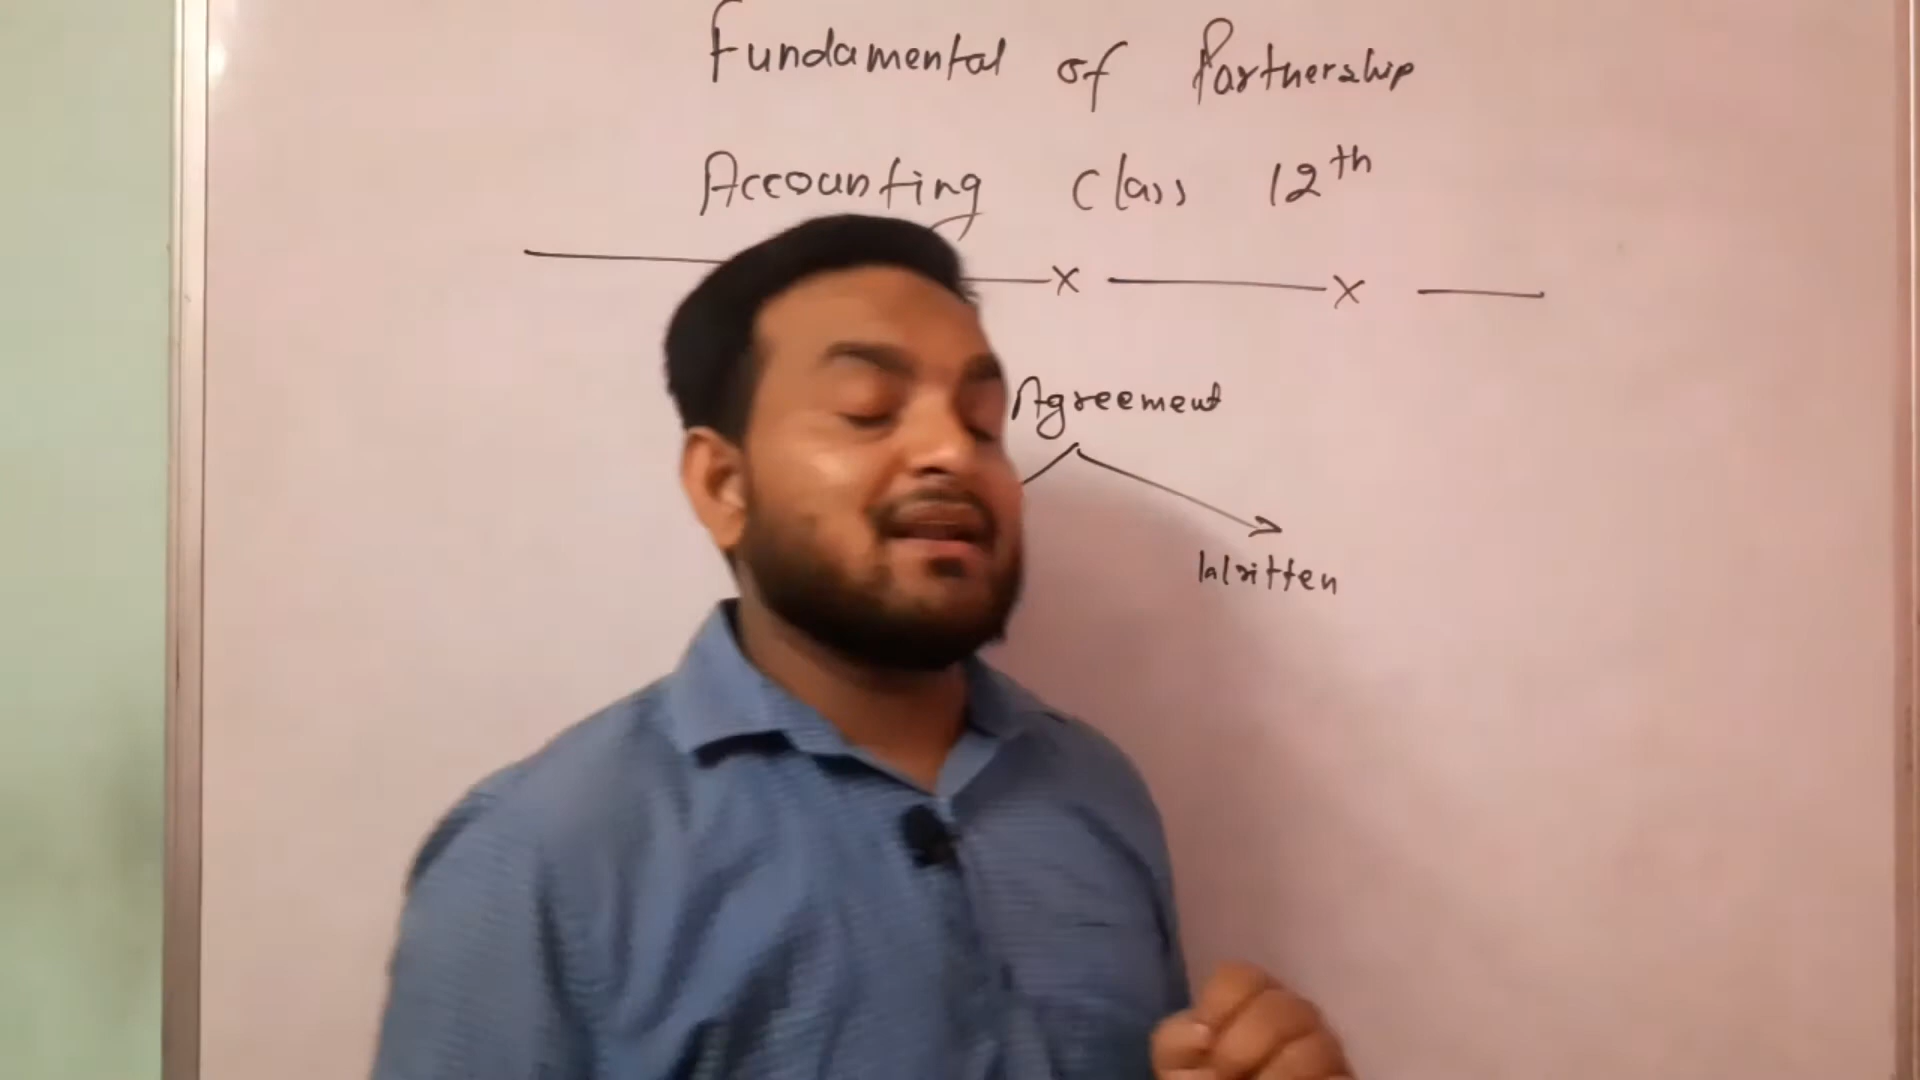 Fundamental of Partnership
Accounting Class 12th
Agreement
Written